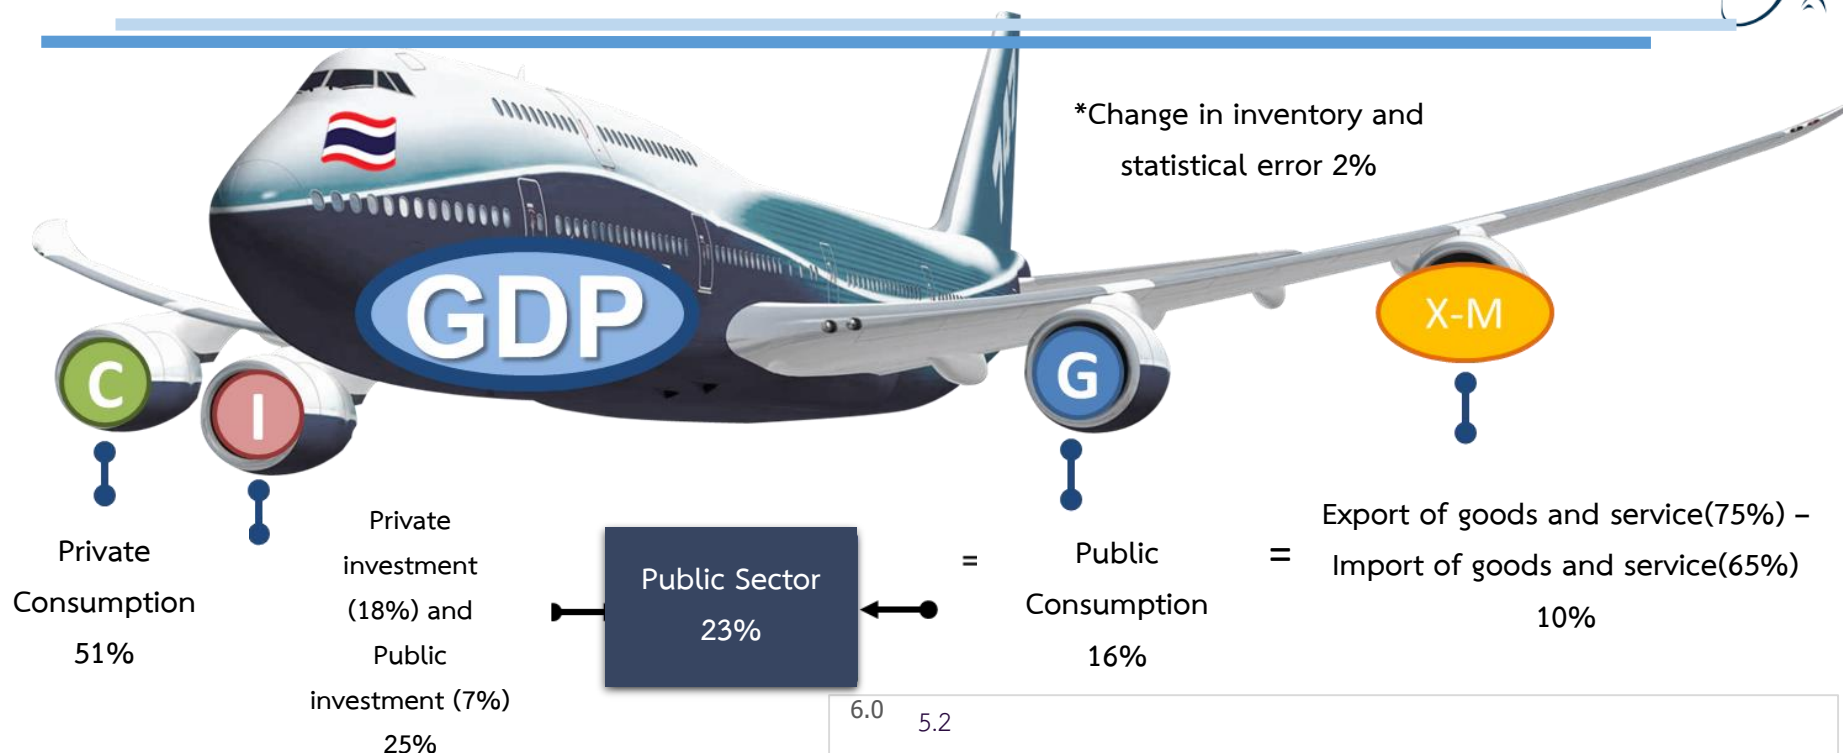 *Change in inventory and
statistical error 2%
GDP
X-M
C
I
G
Private
Consumption
51%
Private
investment
(18%) and
Public
investment (7%)
25%
Public Sector
23%
=
Public
Consumption
16%
=
Export of goods and service(75%) –
Import of goods and service(65%)
10%
6.0
5.2